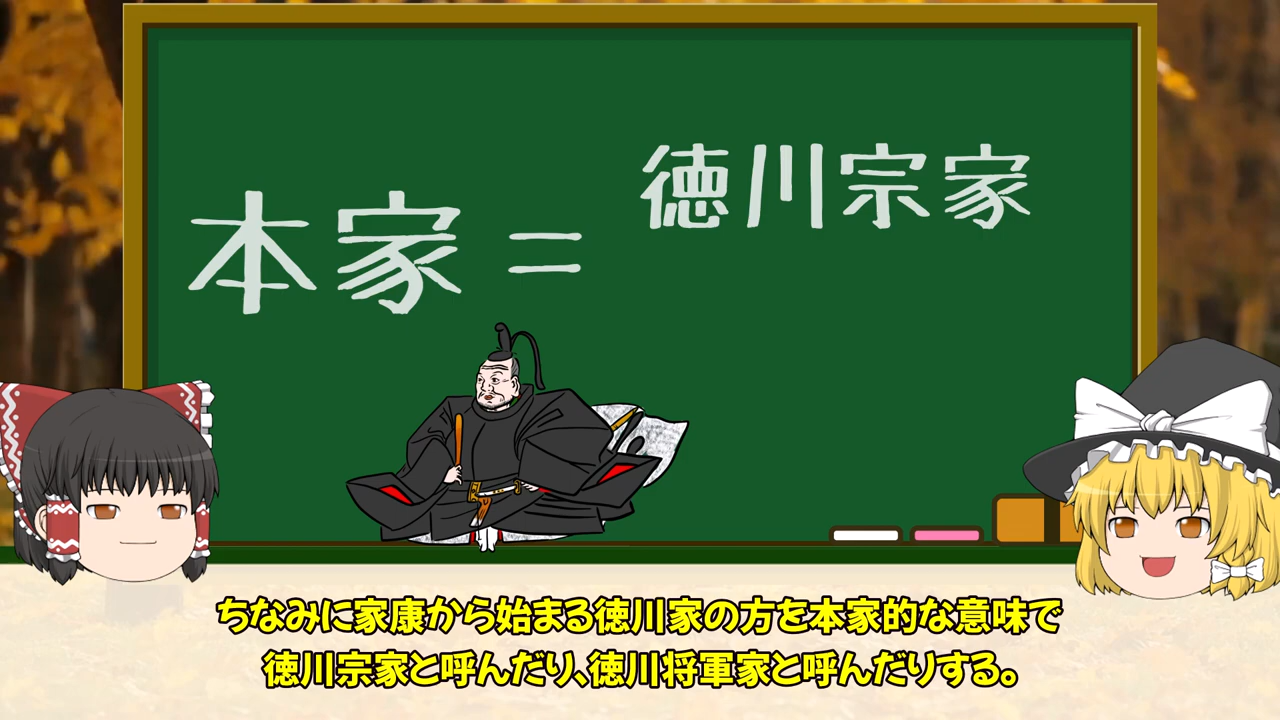 本家=
徳川宗家
ちなみに家康から始まる徳川家の方を本家的な意味で
徳川宗家と呼んだり、徳川将軍家と呼んだりする。